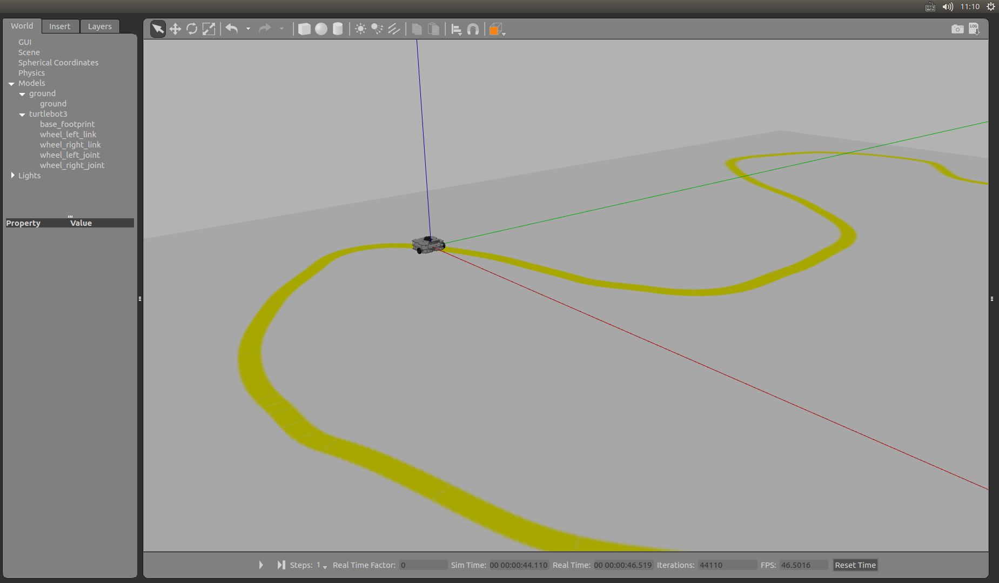 11:10
World Insert Layers
LOG
GUI
Scene
Spherical Coordinates
Physics
Models
ground
ground
turtlebot3
base_footprint
wheel_left_link
wheel_right_link
wheel_left_joint
wheel_right_joint
Lights
Property Value
Steps: 1 Real Time Factor: 0 Sim Time: 00 00:00:44.110 Real Time: 00 00:00:46.519 Iterations: 44110 FPS: 46.5016 Reset Time